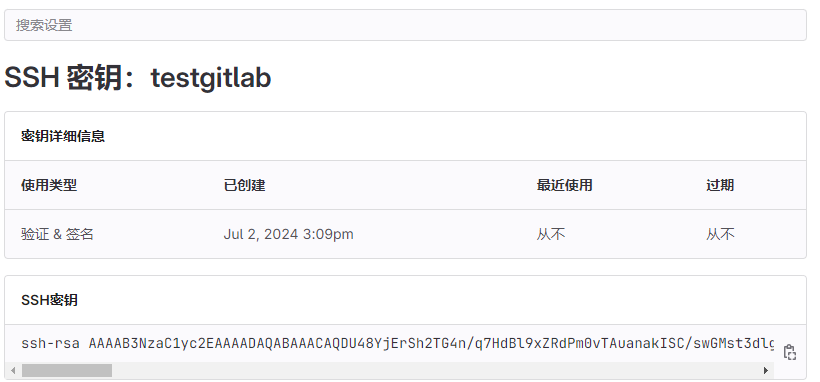 搜索设置
SSH 密钥：testgitlab
密钥详细信息
使用类型 已创建 最近使用 过期
验证 & 签名 Jul 2, 2024 3:09pm 从不 从不
SSH密钥
ssh-rsa AAAAB3NzaC1yc2EAAAADAQABAAACAQDU48YjErSh2TG4n/q7HdBl9xZRdPm0vTAuanakISC/swGMst3dlg